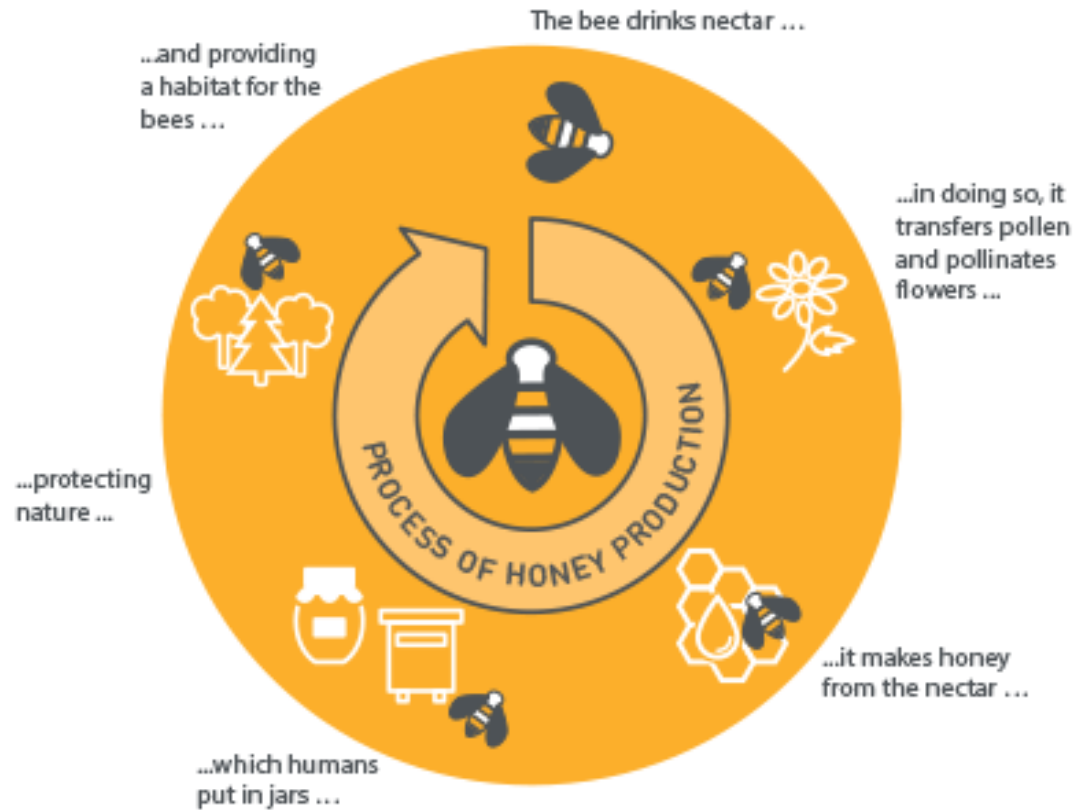 The bee drinks nectar ...
...in doing so, it
transfers pollen
and pollinates
flowers ...
...it makes honey
from the nectar ...
...which humans
put in jars ...
...protecting
nature ...
...and providing
a habitat for the
bees ...
PROCESS OF HONEY PRODUCTION